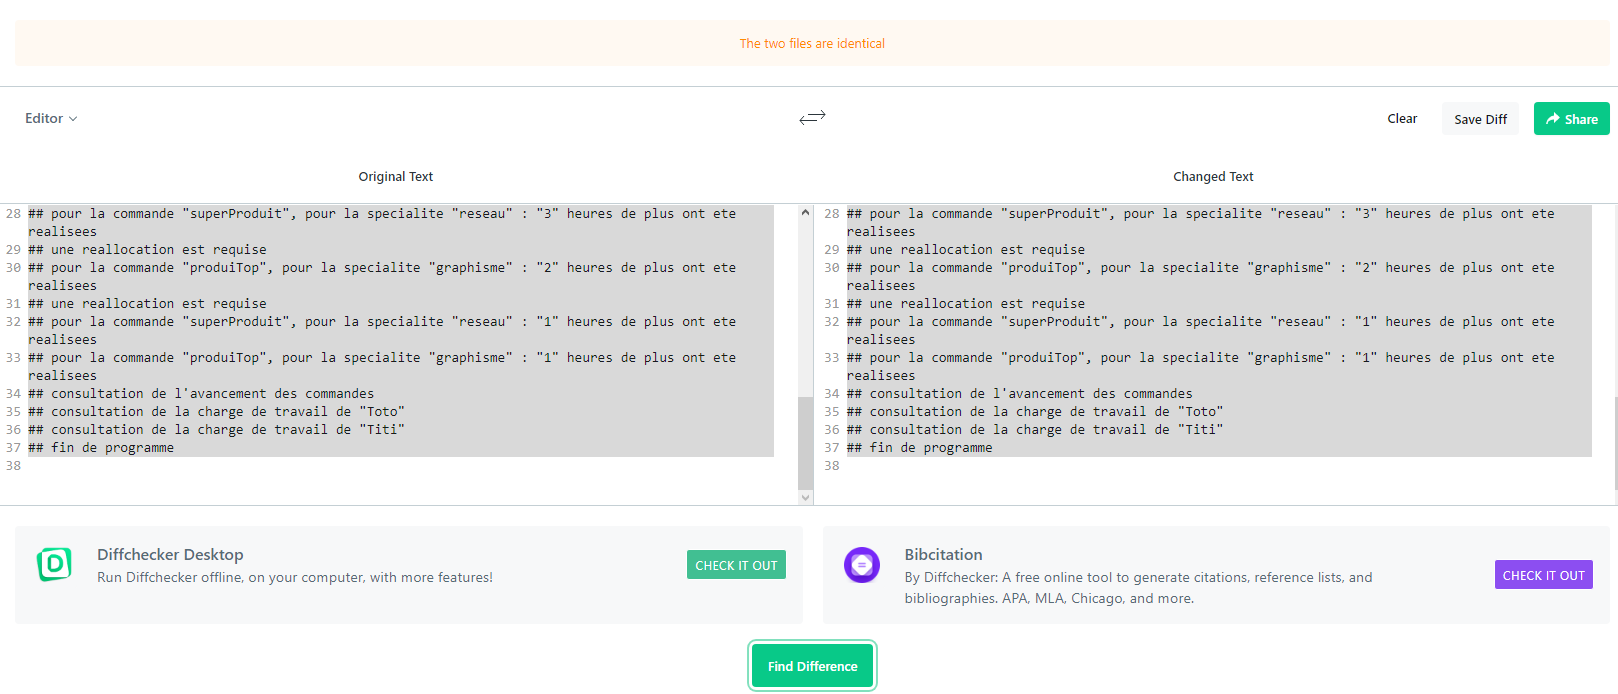 The two files are identical
Editor
Clear
Save Diff
Share
Original Text
Changed Text
28 ## pour la commande "superProduit", pour la specialite "reseau" : "3" heures de plus ont ete
realisees
29 ## une reallocation est requise
30 ## pour la commande "produiTop", pour la specialite "graphisme" : "2" heures de plus ont ete
realisees
31 ## une reallocation est requise
32 ## pour la commande "superProduit", pour la specialite "reseau" : "1" heures de plus ont ete
realisees
33 ## pour la commande "produiTop", pour la specialite "graphisme" : "1" heures de plus ont ete
realisees
34 ## consultation de l'avancement des commandes
35 ## consultation de la charge de travail de "Toto"
36 ## consultation de la charge de travail de "Titi"
37 ## fin de programme
38
28 ## pour la commande "superProduit", pour la specialite "reseau" : "3" heures de plus ont ete
realisees
29 ## une reallocation est requise
30 ## pour la commande "produiTop", pour la specialite "graphisme" : "2" heures de plus ont ete
realisees
31 ## une reallocation est requise
32 ## pour la commande "superProduit", pour la specialite "reseau" : "1" heures de plus ont ete
realisees
33 ## pour la commande "produiTop", pour la specialite "graphisme" : "1" heures de plus ont ete
realisees
34 ## consultation de l'avancement des commandes
35 ## consultation de la charge de travail de "Toto"
36 ## consultation de la charge de travail de "Titi"
37 ## fin de programme
38
D
Diffchecker Desktop
Run Diffchecker offline, on your computer, with more features!
CHECK IT OUT
Bibcitation
By Diffchecker: A free online tool to generate citations, reference lists, and
bibliographies. APA, MLA, Chicago, and more.
CHECK IT OUT
Find Difference